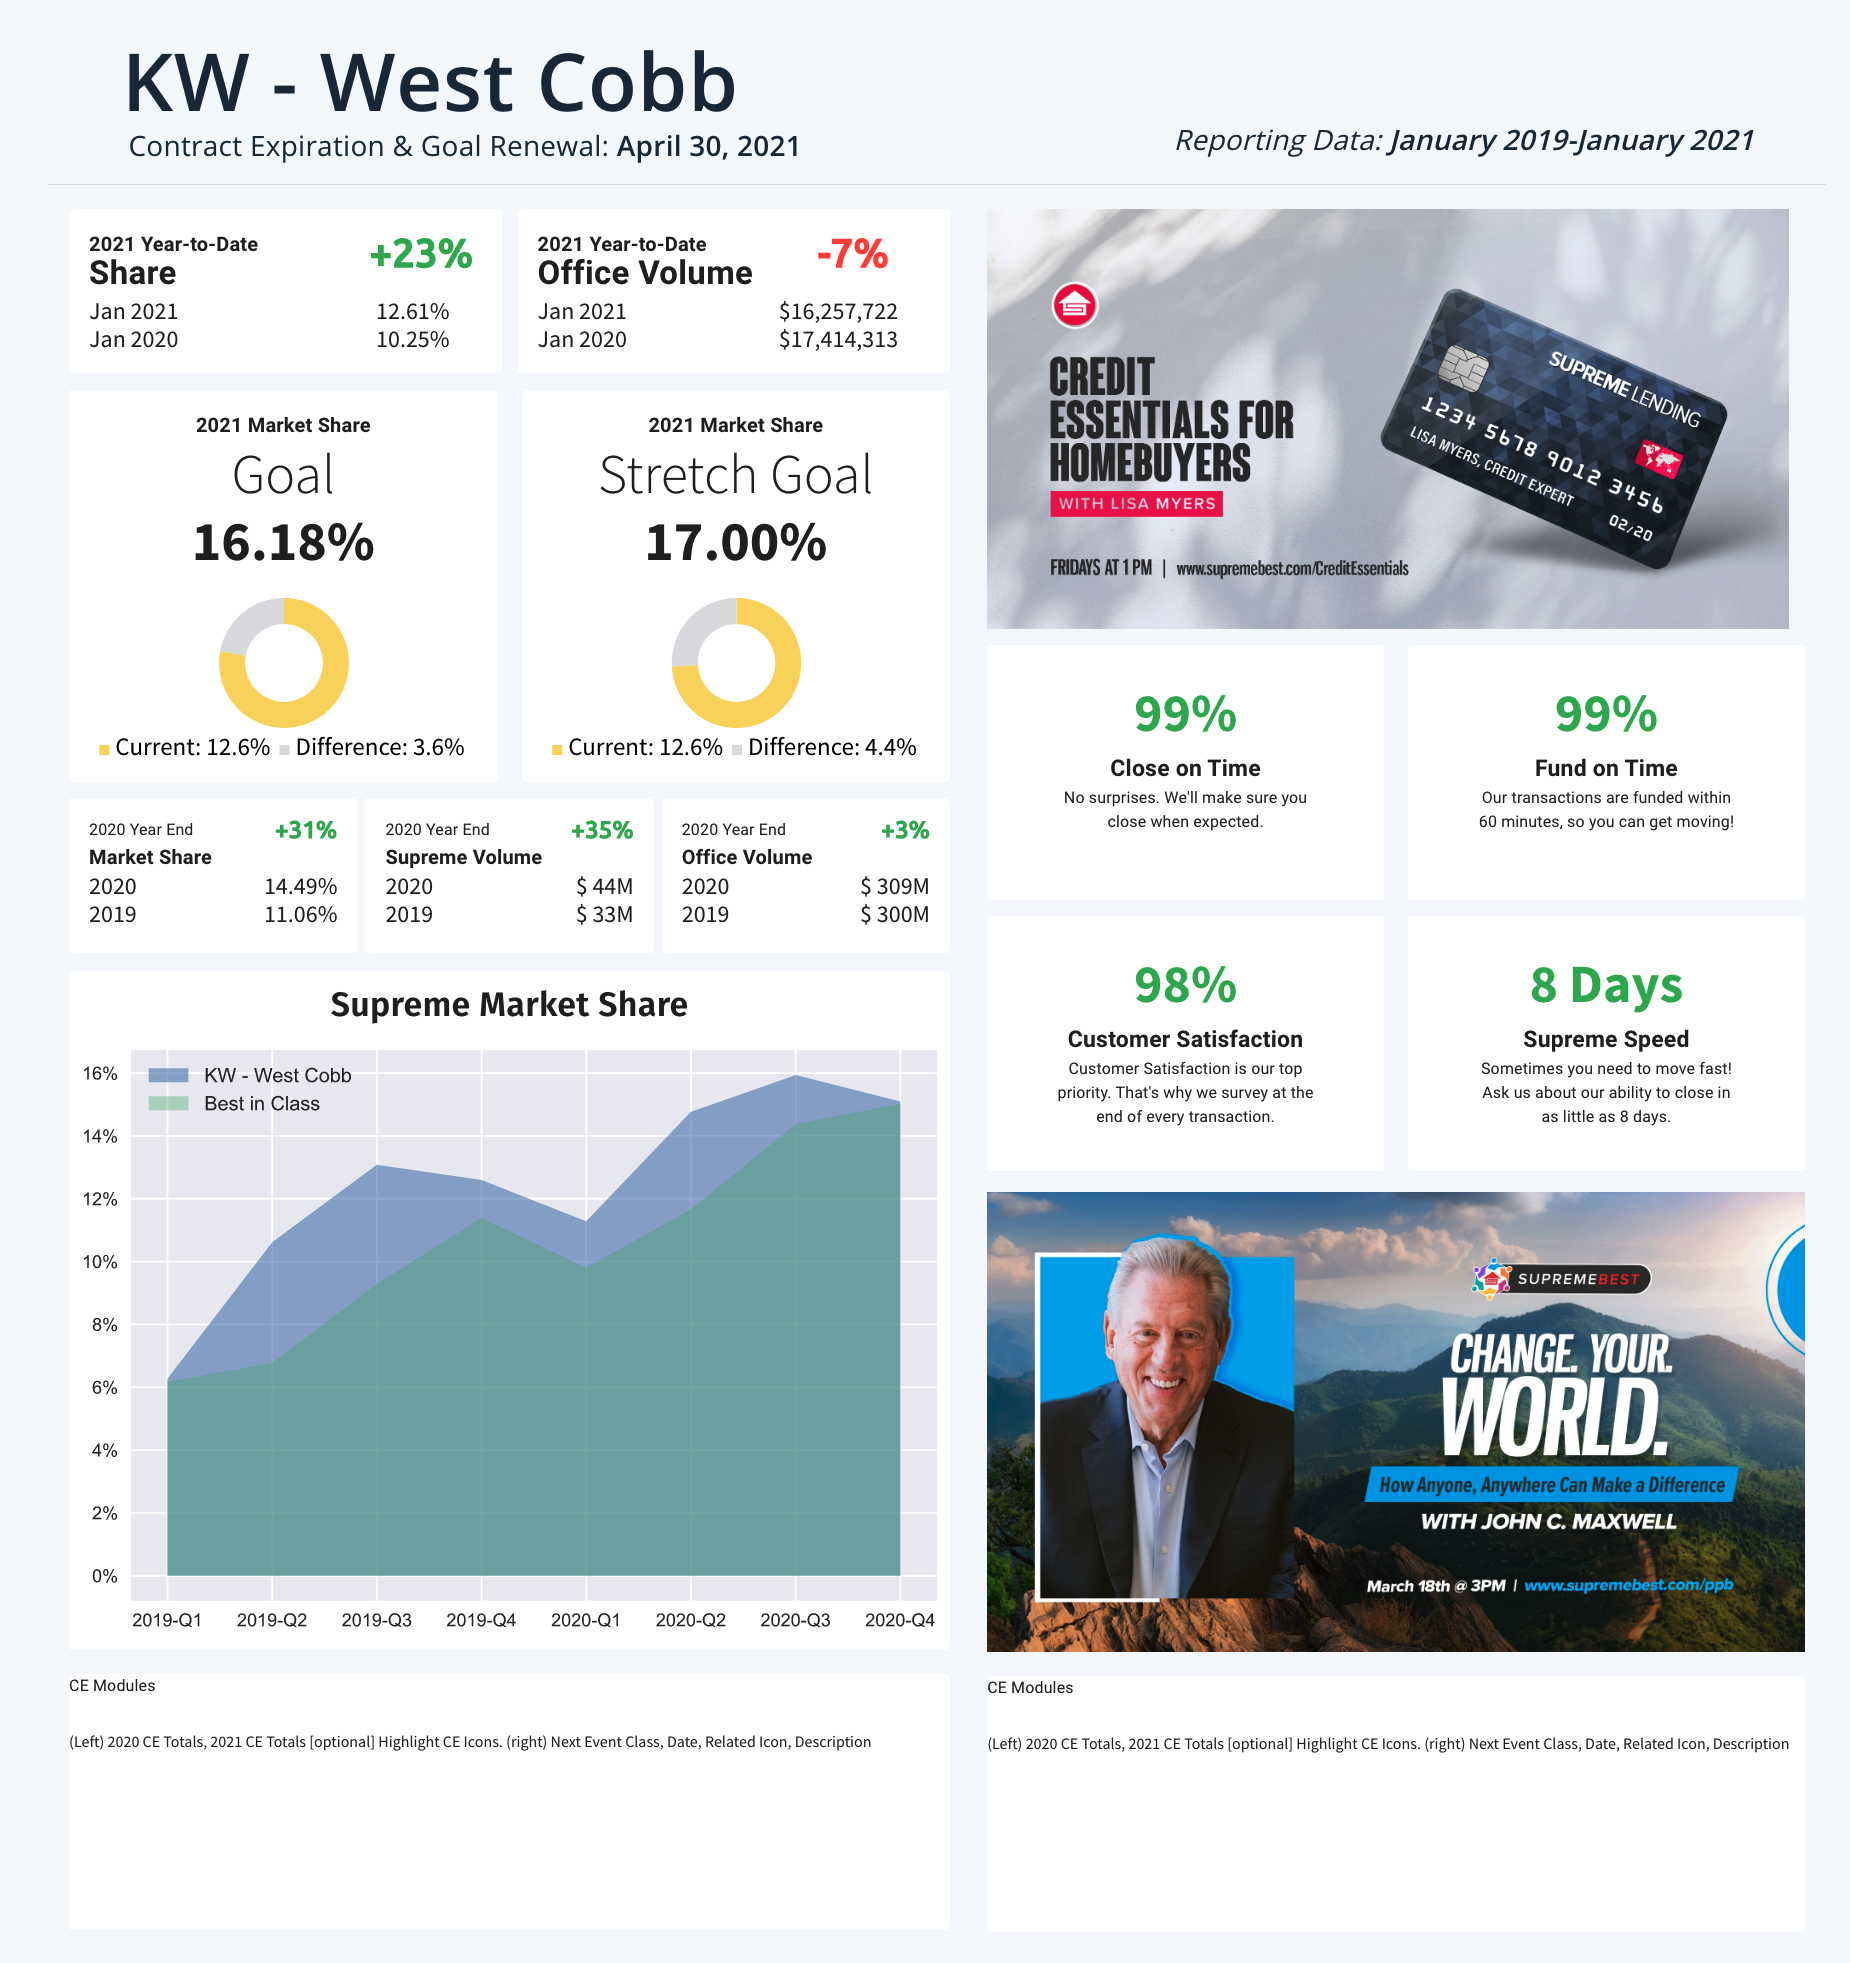 KW - West Cobb
Contract Expiration & Goal Renewal: April 30, 2021
Reporting Data: January 2019-January 2021
2021 Year-to-Date
Share
+23%
Jan 2021 12.61%
Jan 2020 10.25%
2021 Year-to-Date
Office Volume
-7%
Jan 2021 $16,257,722
Jan 2020 $17,414,313
2021 Market Share
Goal
16.18%
Current: 12.6% Difference: 3.6%
2021 Market Share
Stretch Goal
17.00%
Current: 12.6% Difference: 4.4%
2020 Year End +31%
Market Share
2020 14.49%
2019 11.06%
2020 Year End +35%
Supreme Volume
2020 $ 44M
2019 $ 33M
2020 Year End +3%
Office Volume
2020 $ 309M
2019 $ 300M
Supreme Market Share
KW - West Cobb
Best in Class
16%
14%
12%
10%
8%
6%
4%
2%
0%
2019-Q1 2019-Q2 2019-Q3 2019-Q4 2020-Q1 2020-Q2 2020-Q3 2020-Q4
CE Modules
(Left) 2020 CE Totals, 2021 CE Totals [optional] Highlight CE Icons. (right) Next Event Class, Date, Related Icon, Description
CREDIT
ESSENTIALS FOR
HOMEBUYERS
WITH LISA MYERS
FRIDAYS AT 1 PM | www.supremebest.com/CreditEssentials
SUPREME LENDING
1234 5678 9012 3456
LISA MYERS, CREDIT EXPERT
02/20
99%
Close on Time
No surprises. We'll make sure you
close when expected.
99%
Fund on Time
Our transactions are funded within
60 minutes, so you can get moving!
98%
Customer Satisfaction
Customer Satisfaction is our top
priority. That's why we survey at the
end of every transaction.
8 Days
Supreme Speed
Sometimes you need to move fast!
Ask us about our ability to close in
as little as 8 days.
SUPREMEBEST
CHANGE. YOUR.
WORLD.
How Anyone, Anywhere Can Make a Difference
WITH JOHN C. MAXWELL
March 18th @ 3PM | www.supremebest.com/ppb
CE Modules
(Left) 2020 CE Totals, 2021 CE Totals [optional] Highlight CE Icons. (right) Next Event Class, Date, Related Icon, Description